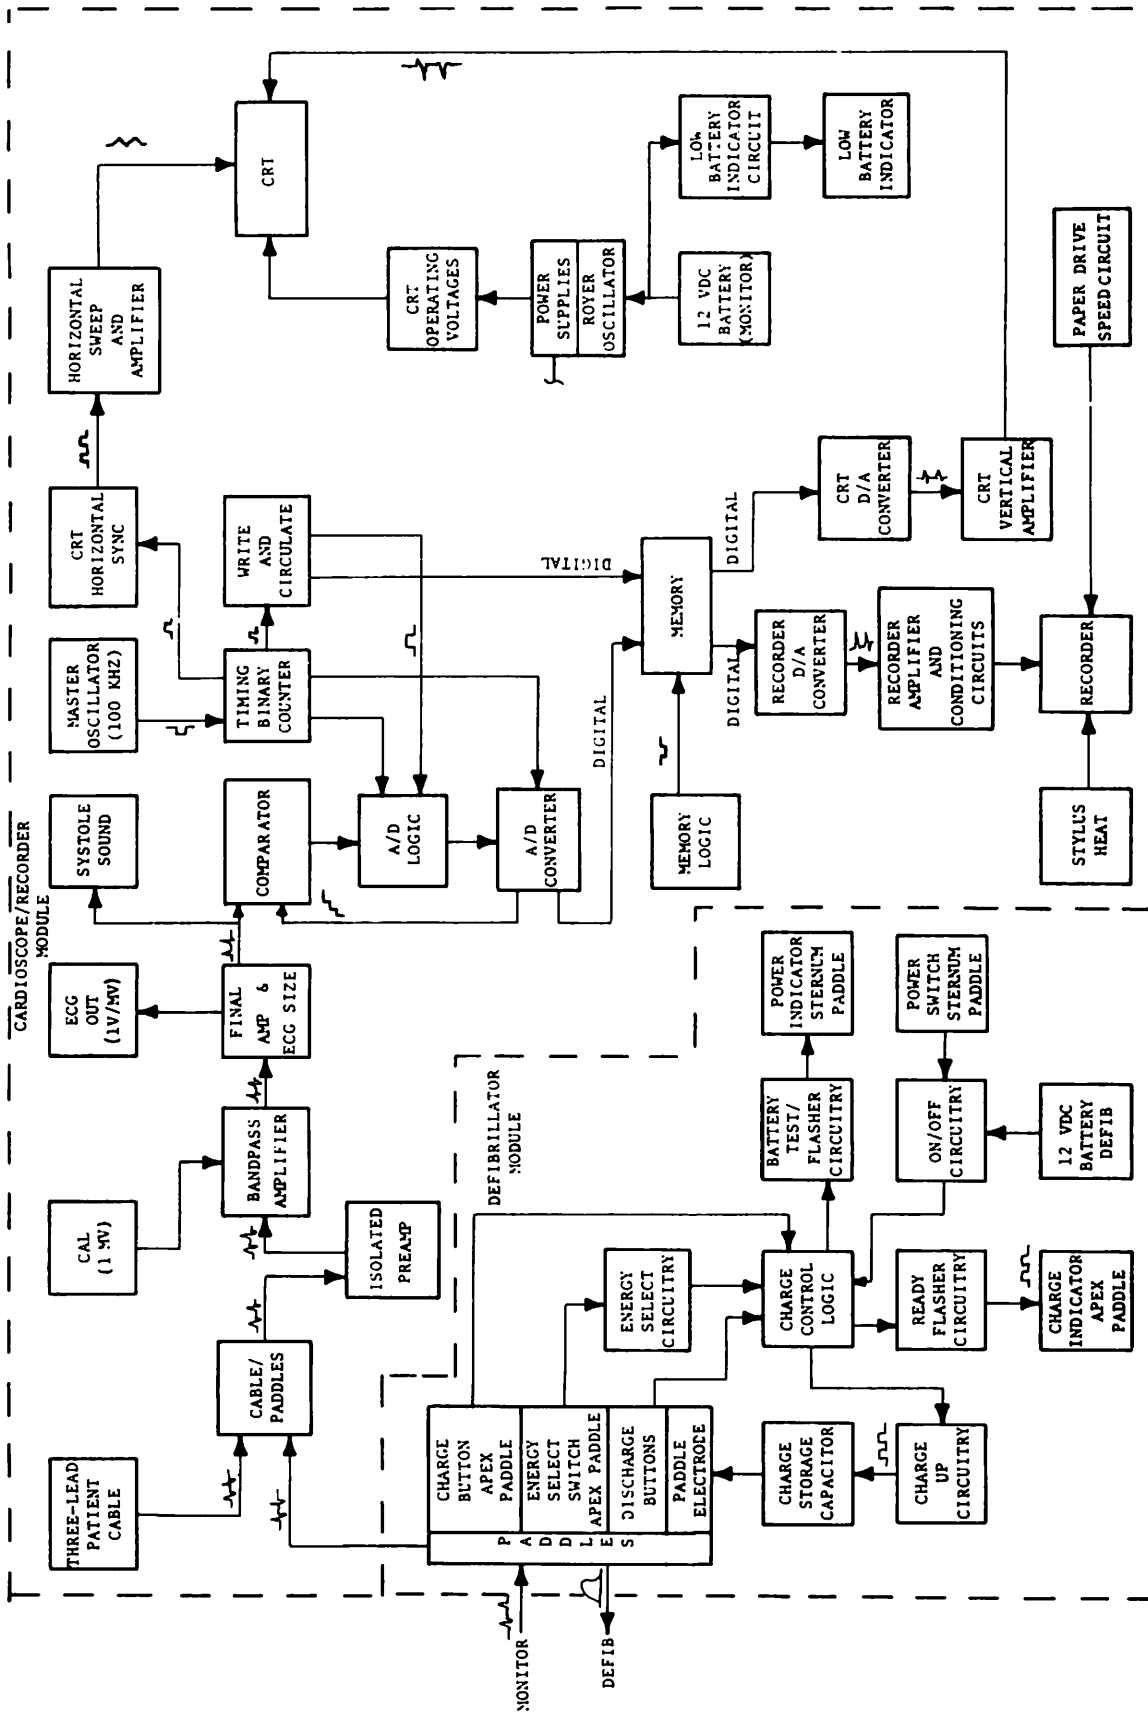 CARDIOSCOPE/RECORDER
MODULE
THREE-LEAD
PATIENT
CABLE
CAL
(1 MV)
ECG
OUT
(1V/MV)
SYSTOLE
SOUND
MASTER
OSCILLATOR
(100 KHZ)
CRT
HORIZONTAL
SYNC
HORIZONTAL
SWEEP
AND
AMPLIFIER
CABLE/
PADDLES
BANDPASS
AMPLIFIER
FINAL
AMP &
ECG SIZE
COMPARATOR
TIMING
BINARY
COUNTER
WRITE
AND
CIRCULATE
CRT
ISOLATED
PREAMP
A/D
LOGIC
CRT
OPERATING
VOLTAGES
A/D
CONVERTER
DIGITAL
DIGITAL
POWER
SUPPLIES
ROYER
OSCILLATOR
MEMORY
LOGIC
MEMORY
12 VDC
BATTERY
(MONITOR)
LOW
BATTERY
INDICATOR
CIRCUIT
DIGITAL
DIGITAL
RECORDER
D/A
CONVERTER
CRT
D/A
CONVERTER
LOW
BATTERY
INDICATOR
RECORDER
AMPLIFIER
AND
CONDITIONING
CIRCUITS
CRT
VERTICAL
AMPLIFIER
STYLUS
HEAT
RECORDER
PAPER DRIVE
SPEED CIRCUIT
DEFIBRILLATOR
MODULE
MONITOR
DEFIB
PADDLES
CHARGE
BUTTON
APEX
PADDLE
ENERGY
SELECT
SWITCH
APEX PADDLE
DISCHARGE
BUTTONS
PADDLE
ELECTRODE
ENERGY
SELECT
CIRCUITRY
BATTERY
TEST/
FLASHER
CIRCUITRY
POWER
INDICATOR
STERNUM
PADDLE
CHARGE
STORAGE
CAPACITOR
CHARGE
CONTROL
LOGIC
CHARGE
UP
CIRCUITRY
READY
FLASHER
CIRCUITRY
ON/OFF
CIRCUITRY
POWER
SWITCH
STERNUM
PADDLE
CHARGE
INDICATOR
APEX
PADDLE
12 VDC
BATTERY
DEFIB